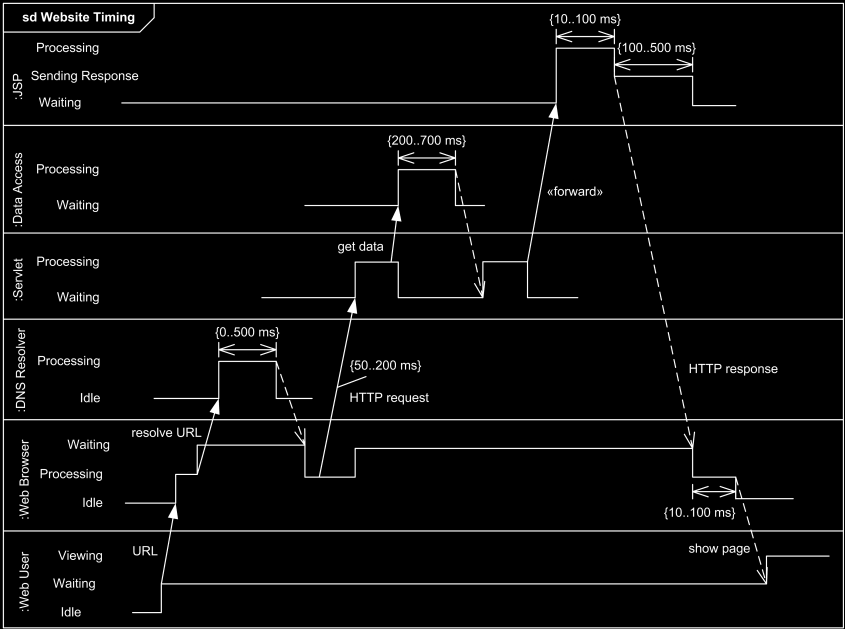 sd Website Timing
:JSP
Processing
Sending Response
Waiting
{10..100 ms}
{100..500 ms}
:Data Access
Processing
Waiting
{200..700 ms}
«forward»
:Servlet
Processing
Waiting
get data
:DNS Resolver
Processing
Idle
{0..500 ms}
{50..200 ms}
HTTP request
HTTP response
:Web Browser
Waiting
Processing
Idle
resolve URL
{10..100 ms}
:Web User
Viewing
Waiting
Idle
URL
show page